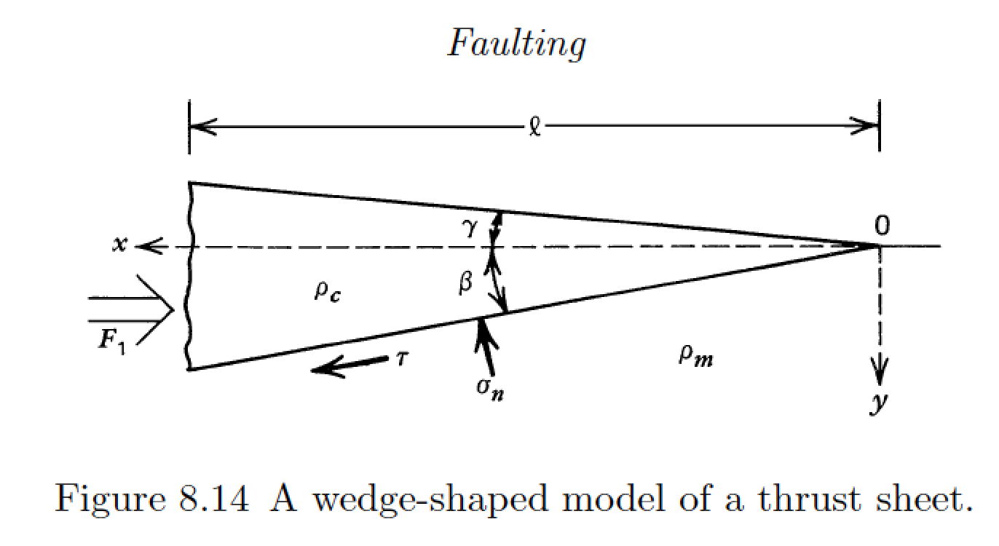 Faulting
ℓ
γ
0
x
β
ρc
F1
τ
ρm
σn
y
Figure 8.14 A wedge-shaped model of a thrust sheet.